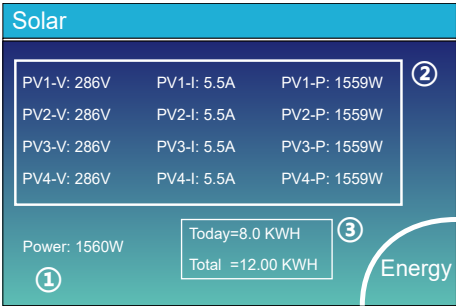 Solar
PV1-V: 286V PV1-I: 5.5A PV1-P: 1559W
②
PV2-V: 286V PV2-I: 5.5A PV2-P: 1559W
PV3-V: 286V PV3-I: 5.5A PV3-P: 1559W
PV4-V: 286V PV4-I: 5.5A PV4-P: 1559W
Today=8.0 KWH
③
Power: 1560W
Total =12.00 KWH
①
Energy